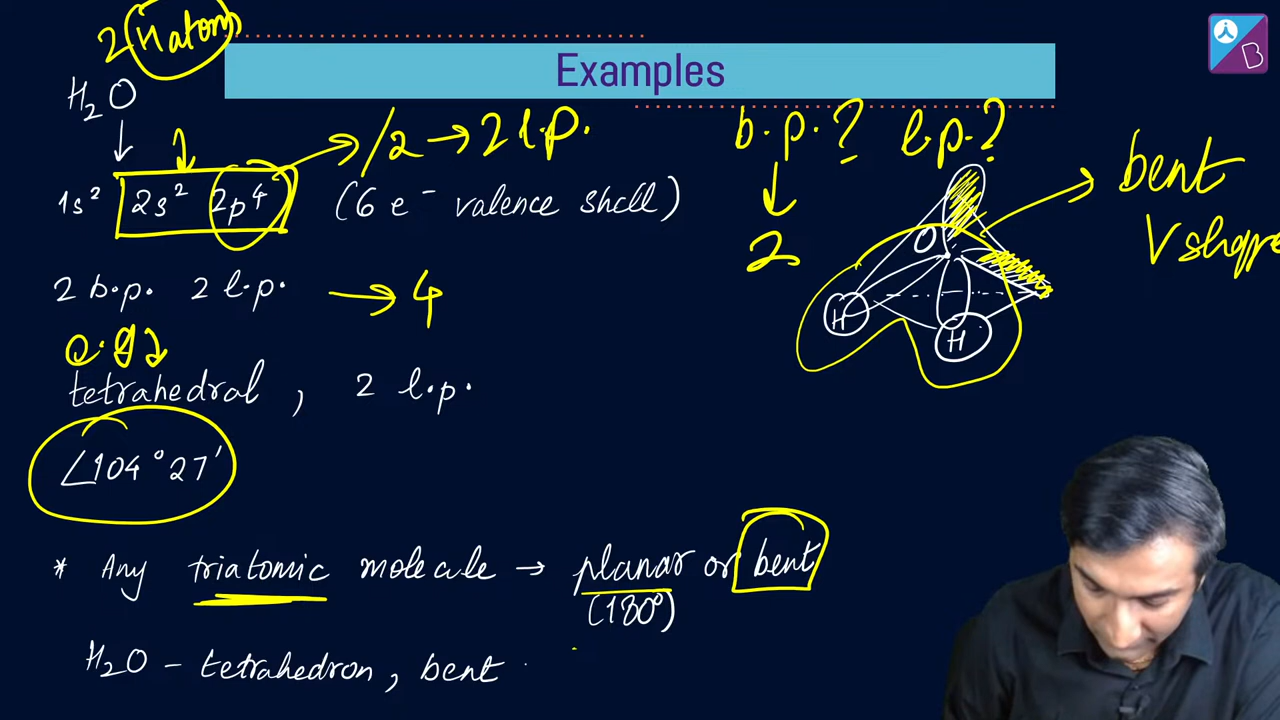 2 H atom
Examples
B
H2O
/2 → 2 l.p.
b.p.? l.p.?
1s² 2s² 2p⁴ (6 e⁻ valence shell)
bent
V shape
2
O
H
H
2 b.p. 2 l.p. → 4
tetrahedral, 2 l.p.
∠104°27'
* Any triatomic molecule → planar or bent
(180°)
H2O - tetrahedron, bent